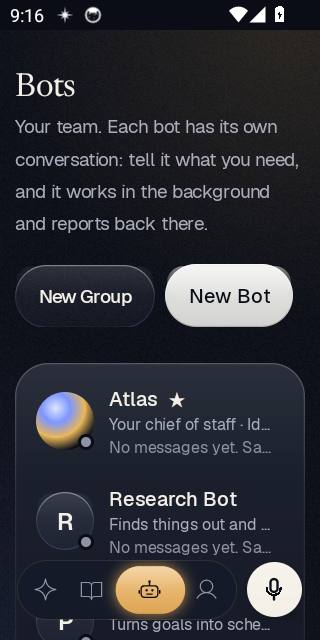 9:16
Bots
Your team. Each bot has its own
conversation: tell it what you need,
and it works in the background
and reports back there.
New Group
New Bot
Atlas ★
Your chief of staff · Id...
No messages yet. Sa...
R
Research Bot
Finds things out and ...
No messages yet. Sa...
P
Turns goals into sche...